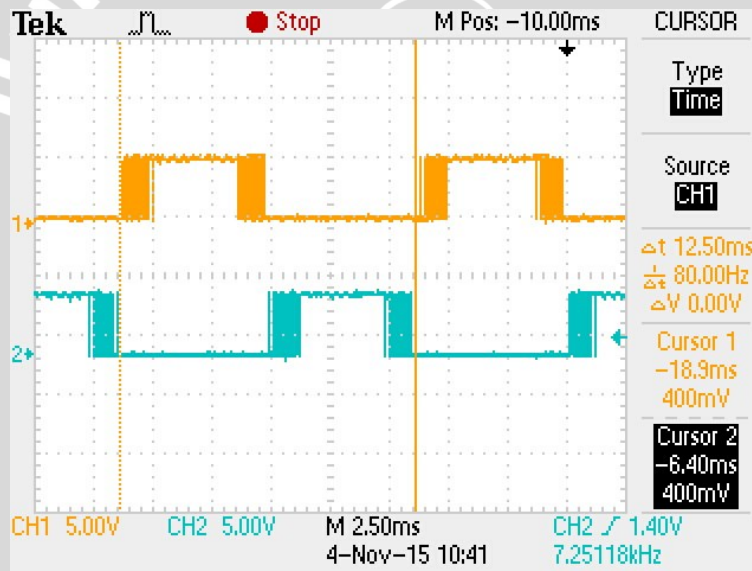 Tek Stop M Pos: -10.00ms CURSOR
Type
Time
Source
CH1
△t 12.50ms
1/△t 80.00Hz
△V 0.00V
Cursor 1
-18.9ms
400mV
Cursor 2
-6.40ms
400mV
1
2
CH1 5.00V CH2 5.00V M 2.50ms CH2 / 1.40V
4-Nov-15 10:41 7.25118kHz